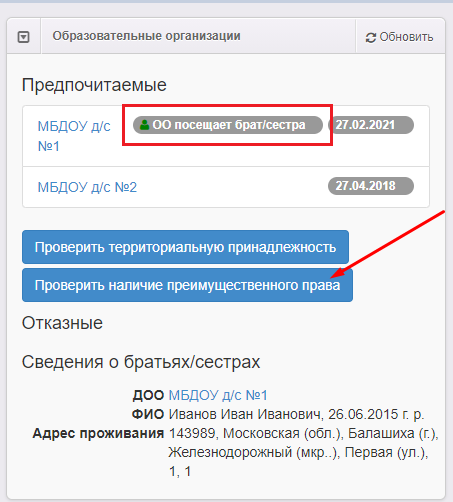 Образовательные организации
Обновить
Предпочитаемые
МБДОУ д/с №1
ОО посещает брат/сестра
27.02.2021
МБДОУ д/с №2
27.04.2018
Проверить территориальную принадлежность
Проверить наличие преимущественного права
Отказные
Сведения о братьях/сестрах
ДОО МБДОУ д/с №1
ФИО Иванов Иван Иванович, 26.06.2015 г. р.
Адрес проживания 143989, Московская (обл.), Балашиха (г.),
Железнодорожный (мкр..), Первая (ул.),
1, 1